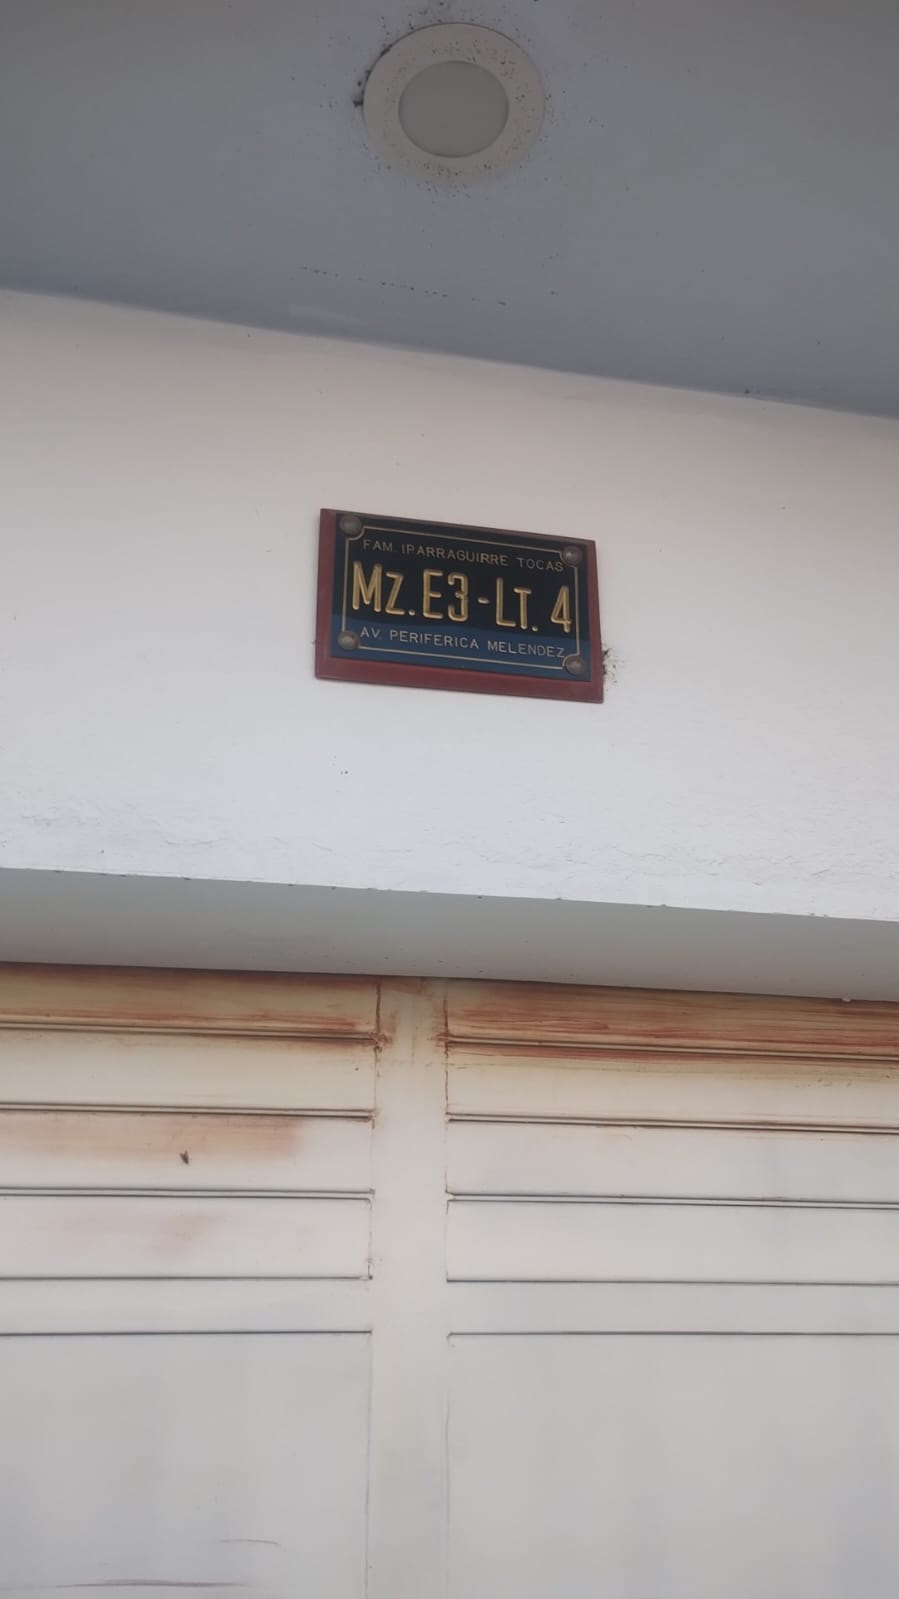 FAM. IPARRAGUIRRE TOCAS
MZ. E3 - LT. 4
AV. PERIFERICA MELENDEZ